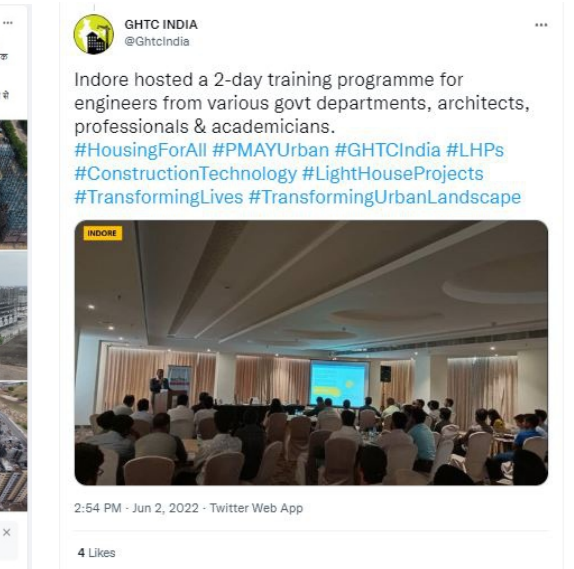 GHTC INDIA
@GhtcIndia
Indore hosted a 2-day training programme for
engineers from various govt departments, architects,
professionals & academicians.
#HousingForAll #PMAYUrban #GHTCIndia #LHPs
#ConstructionTechnology #LightHouseProjects
#TransformingLives #TransformingUrbanLandscape
INDORE
2:54 PM · Jun 2, 2022 · Twitter Web App
4 Likes